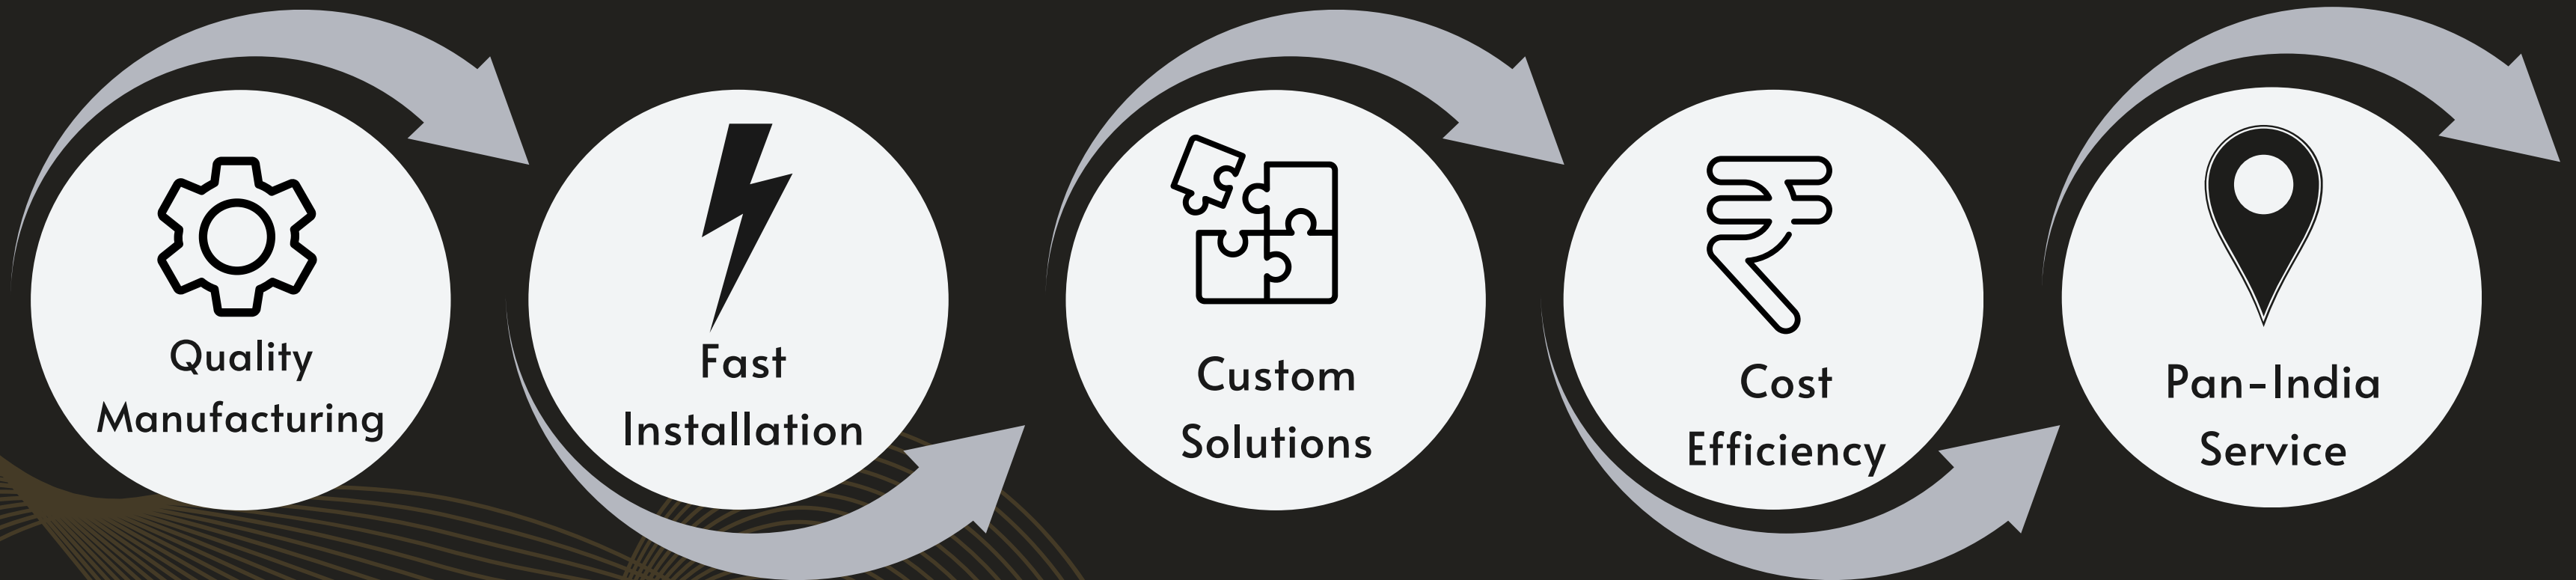 Quality
Manufacturing
Fast
Installation
Custom
Solutions
Cost
Efficiency
Pan-India
Service